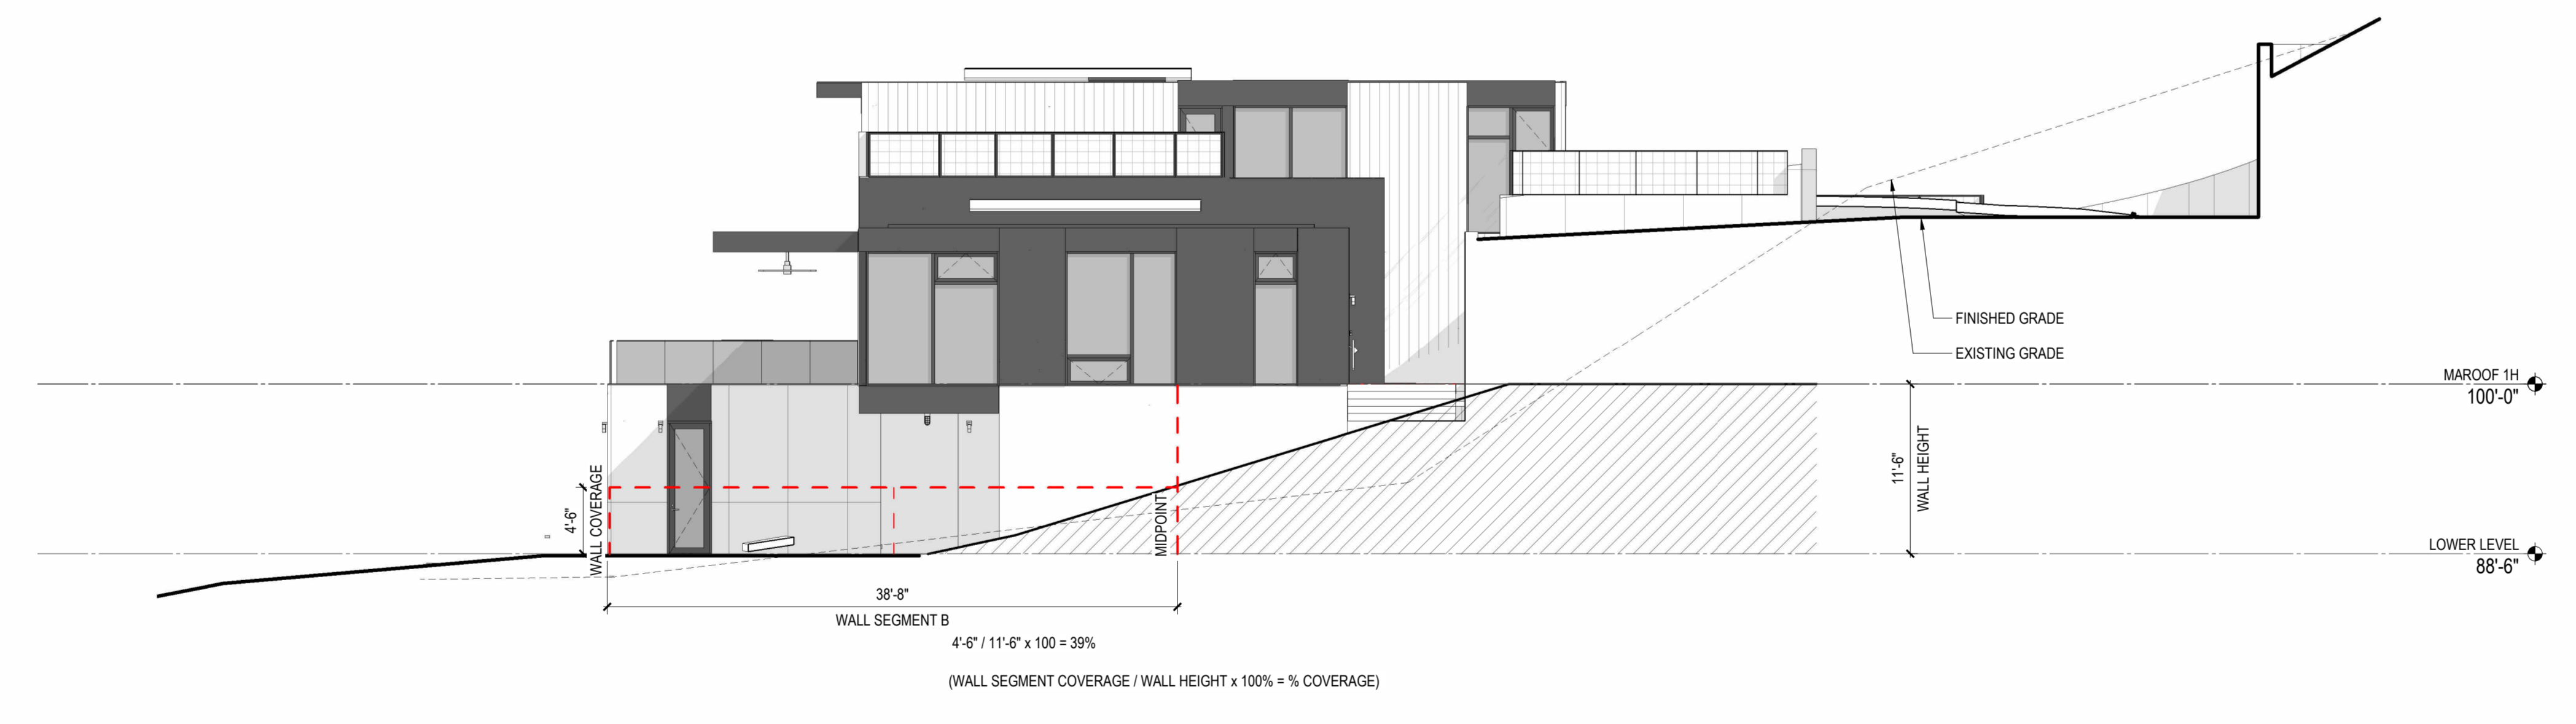 FINISHED GRADE
EXISTING GRADE
MAROOF 1H
100'-0"
WALL COVERAGE
4'-6"
MIDPOINT
11'-6"
WALL HEIGHT
LOWER LEVEL
88'-6"
38'-8"
WALL SEGMENT B
4'-6" / 11'-6" x 100 = 39%
(WALL SEGMENT COVERAGE / WALL HEIGHT x 100% = % COVERAGE)